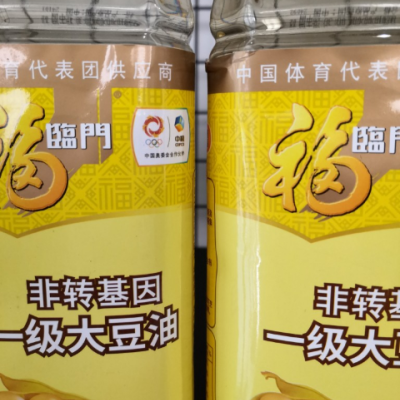 育代表团供应商
福臨門
中粮
中国奥委会合作伙伴
非转基因
一级大豆油
中国体育代表
福臨門
非转基
一级大豆